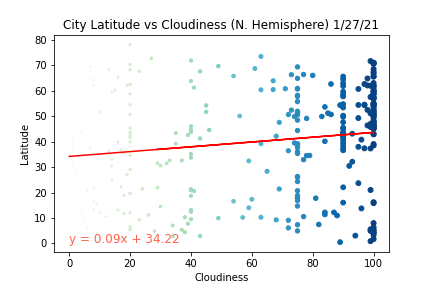 City Latitude vs Cloudiness (N. Hemisphere) 1/27/21
80
70
60
50
40
30
20
10
0
Latitude
y = 0.09x + 34.22
0 20 40 60 80 100
Cloudiness